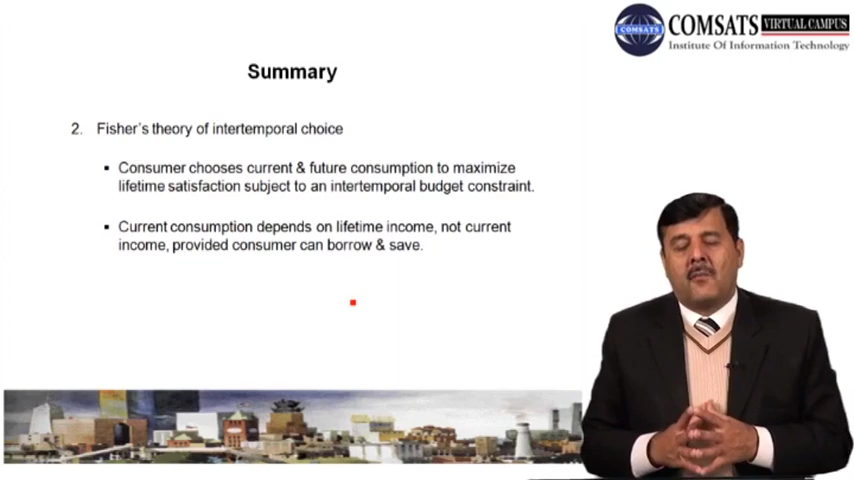 COMSATS VIRTUAL CAMPUS
Institute Of Information Technology
COMSATS
Summary
2. Fisher's theory of intertemporal choice
▪ Consumer chooses current & future consumption to maximize
lifetime satisfaction subject to an intertemporal budget constraint.
▪ Current consumption depends on lifetime income, not current
income, provided consumer can borrow & save.